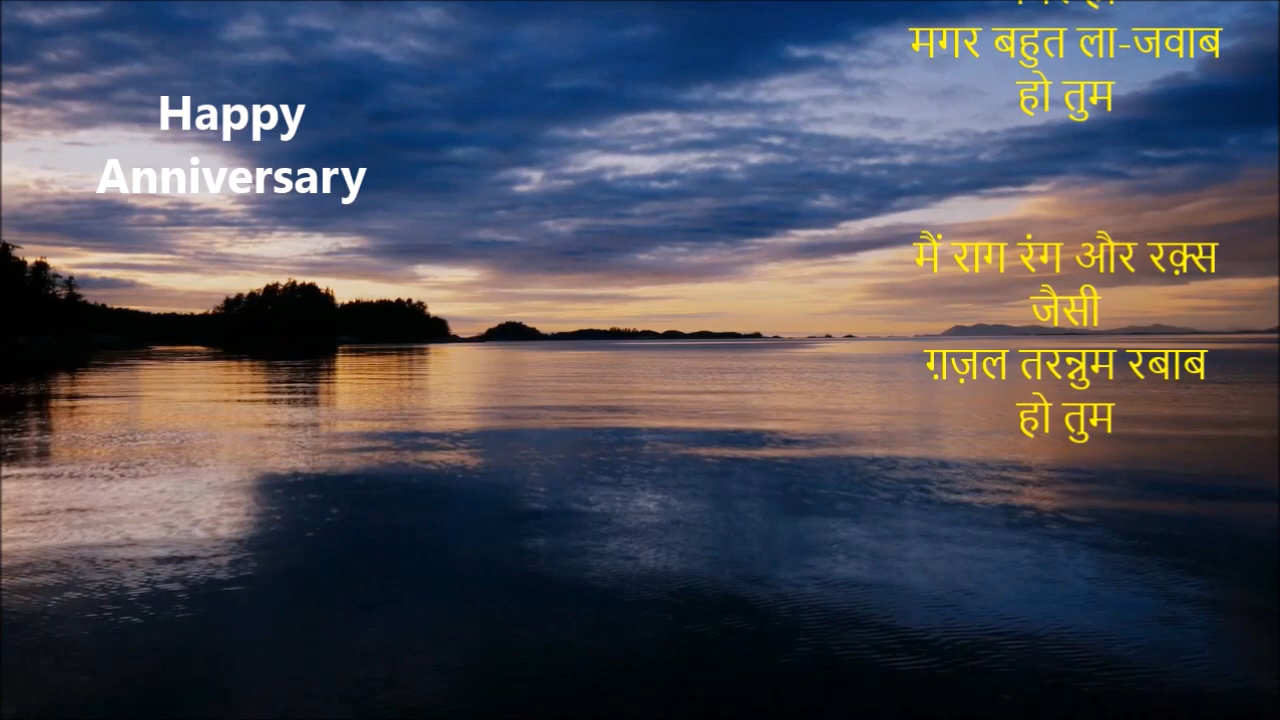 Happy
Anniversary
मगर बहुत ला-जवाब
हो तुम
मैं राग रंग और रक़्स
जैसी
ग़ज़ल तरन्नुम रबाब
हो तुम